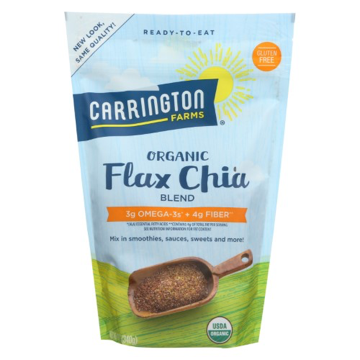 READY-TO-EAT
NEW LOOK,
SAME QUALITY!
GLUTEN
FREE
CARRINGTON
FARMS®
ORGANIC
Flax Chia
BLEND
3g OMEGA-3s* + 4g FIBER**
Mix in smoothies, sauces, sweets and more!
USDA
ORGANIC